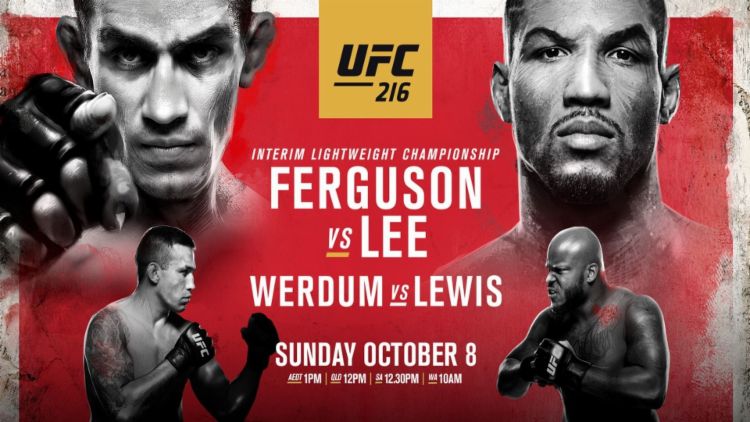 UFC
216
INTERIM LIGHTWEIGHT CHAMPIONSHIP
FERGUSON
VS LEE
WERDUM VS LEWIS
UFC
SUNDAY OCTOBER 8
AEDT 1PM | QLD 12PM | SA 12.30PM | WA 10AM